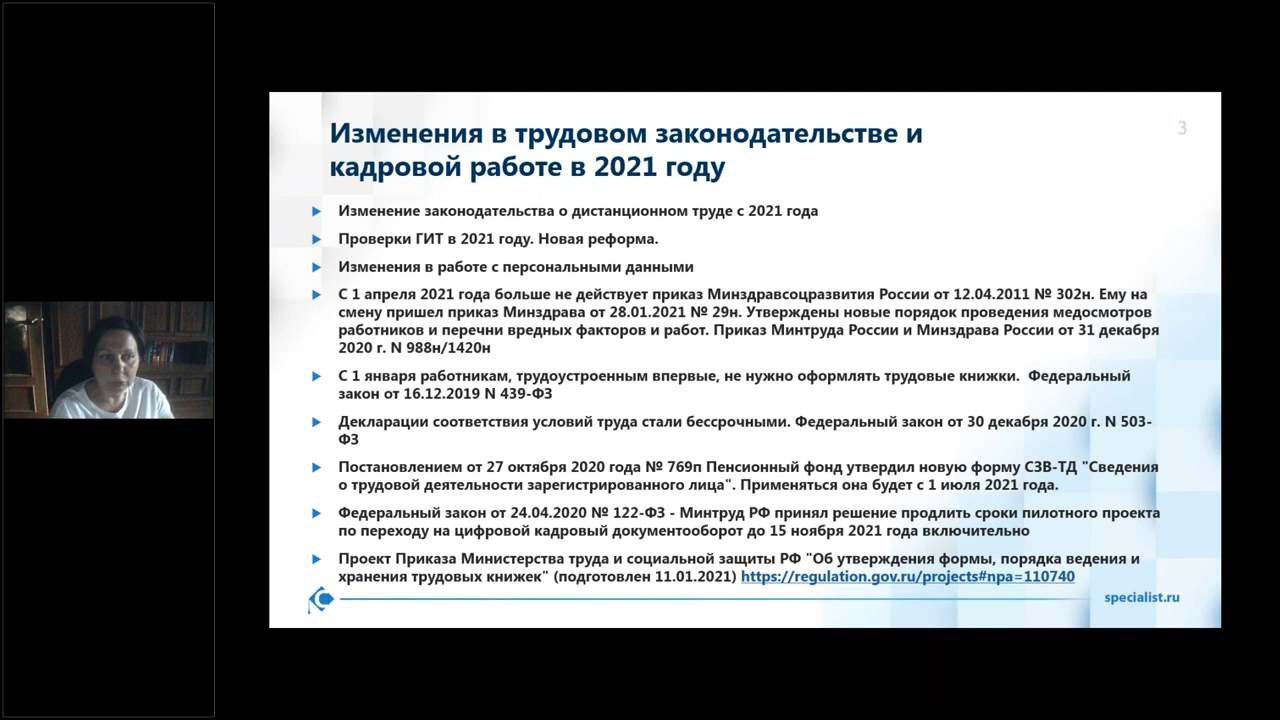 Изменения в трудовом законодательстве и
кадровой работе в 2021 году
3
Изменение законодательства о дистанционном труде с 2021 года
Проверки ГИТ в 2021 году. Новая реформа.
Изменения в работе с персональными данными
С 1 апреля 2021 года больше не действует приказ Минздравсоцразвития России от 12.04.2011 № 302н. Ему на
смену пришел приказ Минздрава от 28.01.2021 № 29н. Утверждены новые порядок проведения медосмотров
работников и перечни вредных факторов и работ. Приказ Минтруда России и Минздрава России от 31 декабря
2020 г. N 988н/1420н
С 1 января работникам, трудоустроенным впервые, не нужно оформлять трудовые книжки. Федеральный
закон от 16.12.2019 N 439-ФЗ
Декларации соответствия условий труда стали бессрочными. Федеральный закон от 30 декабря 2020 г. N 503-
ФЗ
Постановлением от 27 октября 2020 года № 769п Пенсионный фонд утвердил новую форму СЗВ-ТД "Сведения
о трудовой деятельности зарегистрированного лица". Применяться она будет с 1 июля 2021 года.
Федеральный закон от 24.04.2020 № 122-ФЗ - Минтруд РФ принял решение продлить сроки пилотного проекта
по переходу на цифровой кадровый документооборот до 15 ноября 2021 года включительно
Проект Приказа Министерства труда и социальной защиты РФ "Об утверждения формы, порядка ведения и
хранения трудовых книжек" (подготовлен 11.01.2021) https://regulation.gov.ru/projects#npa=110740
specialist.ru